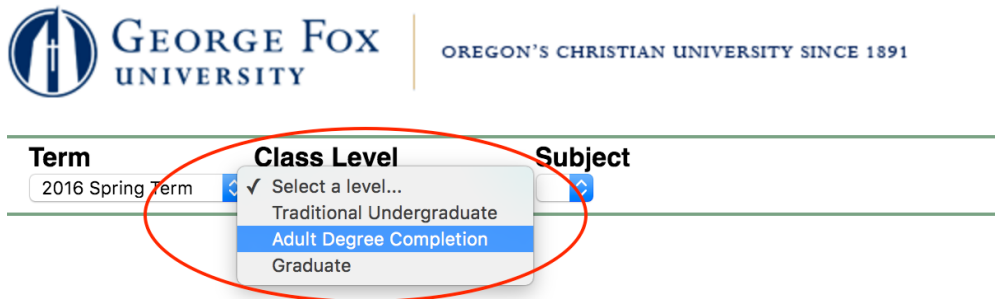 GEORGE FOX
UNIVERSITY
OREGON'S CHRISTIAN UNIVERSITY SINCE 1891
Term Class Level Subject
2016 Spring Term ✓ Select a level...
Traditional Undergraduate
Adult Degree Completion
Graduate